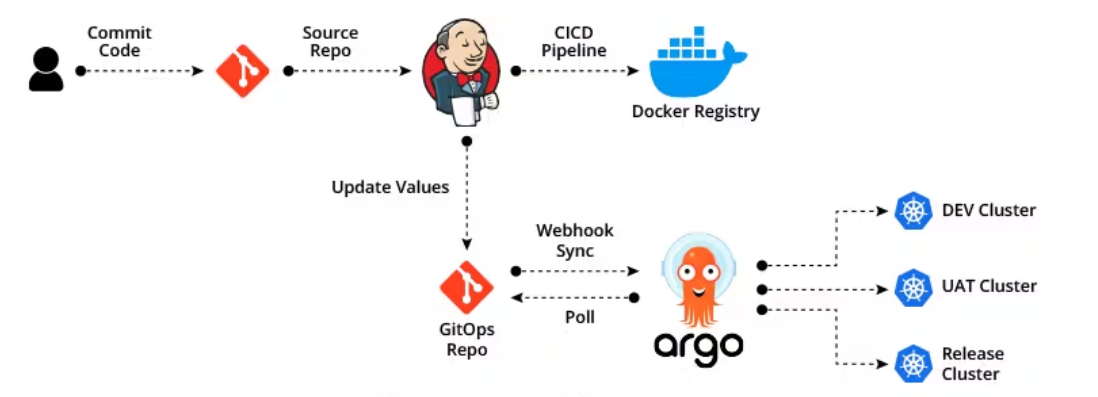 Commit
Code
Source
Repo
CICD
Pipeline
Docker Registry
Update Values
Webhook
Sync
Poll
GitOps
Repo
argo
DEV Cluster
UAT Cluster
Release
Cluster